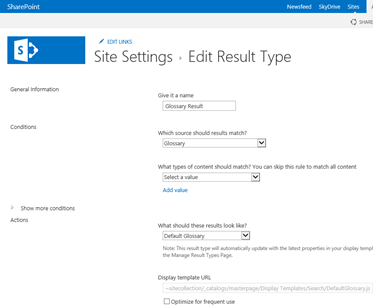 SharePoint
Newsfeed SkyDrive Sites
SHARE
EDIT LINKS
Site Settings › Edit Result Type
General Information
Give it a name
Glossary Result
Conditions
Which source should results match?
Glossary
What types of content should match? You can skip this rule to match all content
Select a value
Add value
Show more conditions
Actions
What should these results look like?
Default Glossary
Note: This result type will automatically update with the latest properties in your display temp
the Manage Result Types Page.
Display template URL
~sitecollection/_catalogs/masterpage/Display Templates/Search/DefaultGlossary.js
Optimize for frequent use